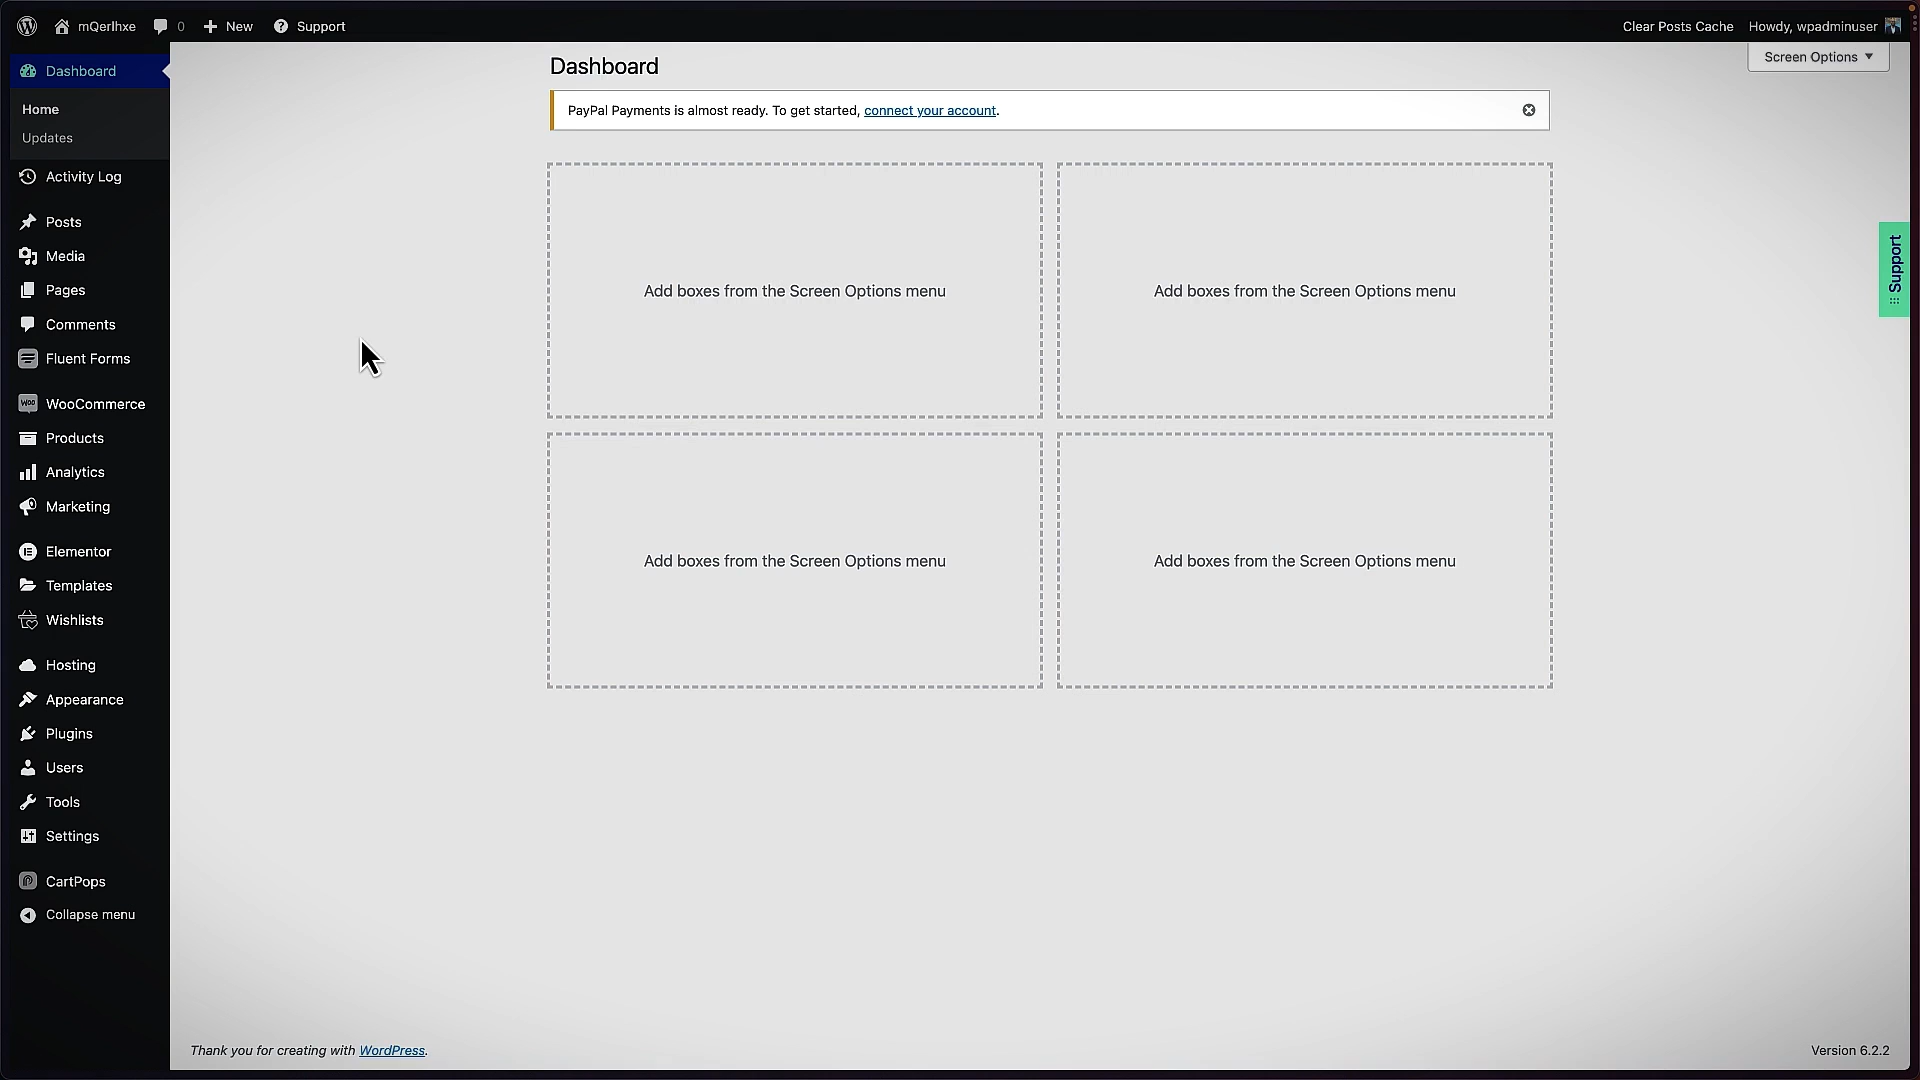 mQerIhxe
0
New
Support
Clear Posts Cache
Howdy, wpadminuser
Dashboard
Home
Updates
Activity Log
Posts
Media
Pages
Comments
Fluent Forms
WooCommerce
Products
Analytics
Marketing
Elementor
Templates
Wishlists
Hosting
Appearance
Plugins
Users
Tools
Settings
CartPops
Collapse menu
Dashboard
Screen Options
PayPal Payments is almost ready. To get started, connect your account.
Add boxes from the Screen Options menu
Add boxes from the Screen Options menu
Add boxes from the Screen Options menu
Add boxes from the Screen Options menu
Support
Thank you for creating with WordPress.
Version 6.2.2